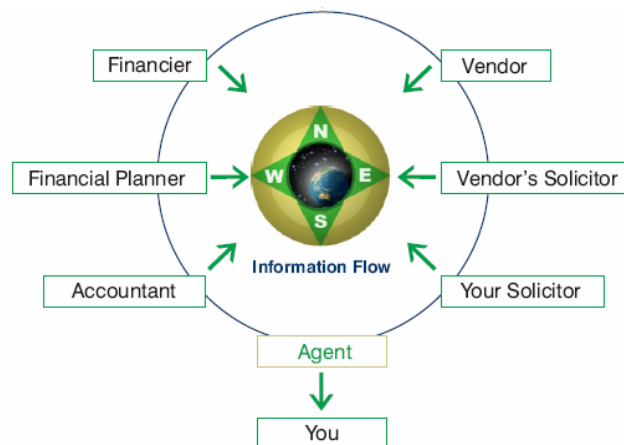 Financier
Vendor
N
Financial Planner
W
E
Vendor's Solicitor
S
Information Flow
Accountant
Your Solicitor
Agent
You